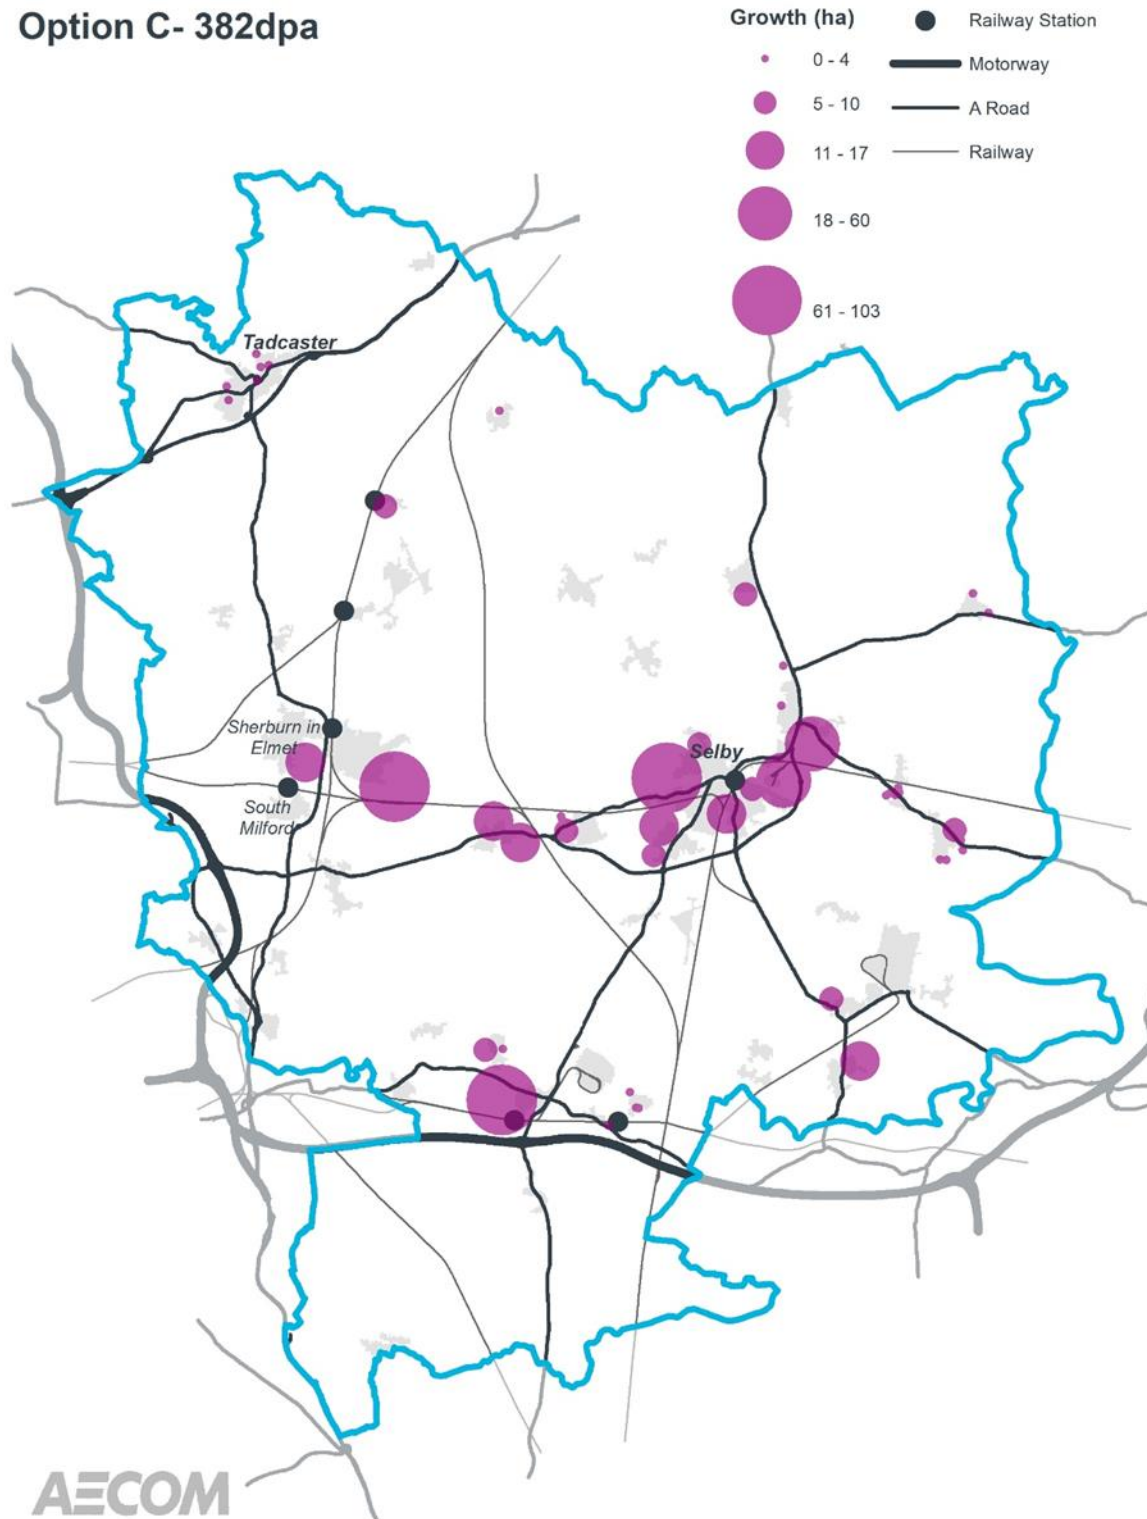 Option C- 382dpa
Growth (ha)
0 - 4
5 - 10
11 - 17
18 - 60
61 - 103
Railway Station
Motorway
A Road
Railway
Tadcaster
Sherburn in
Elmet
South
Milford
Selby
AECOM